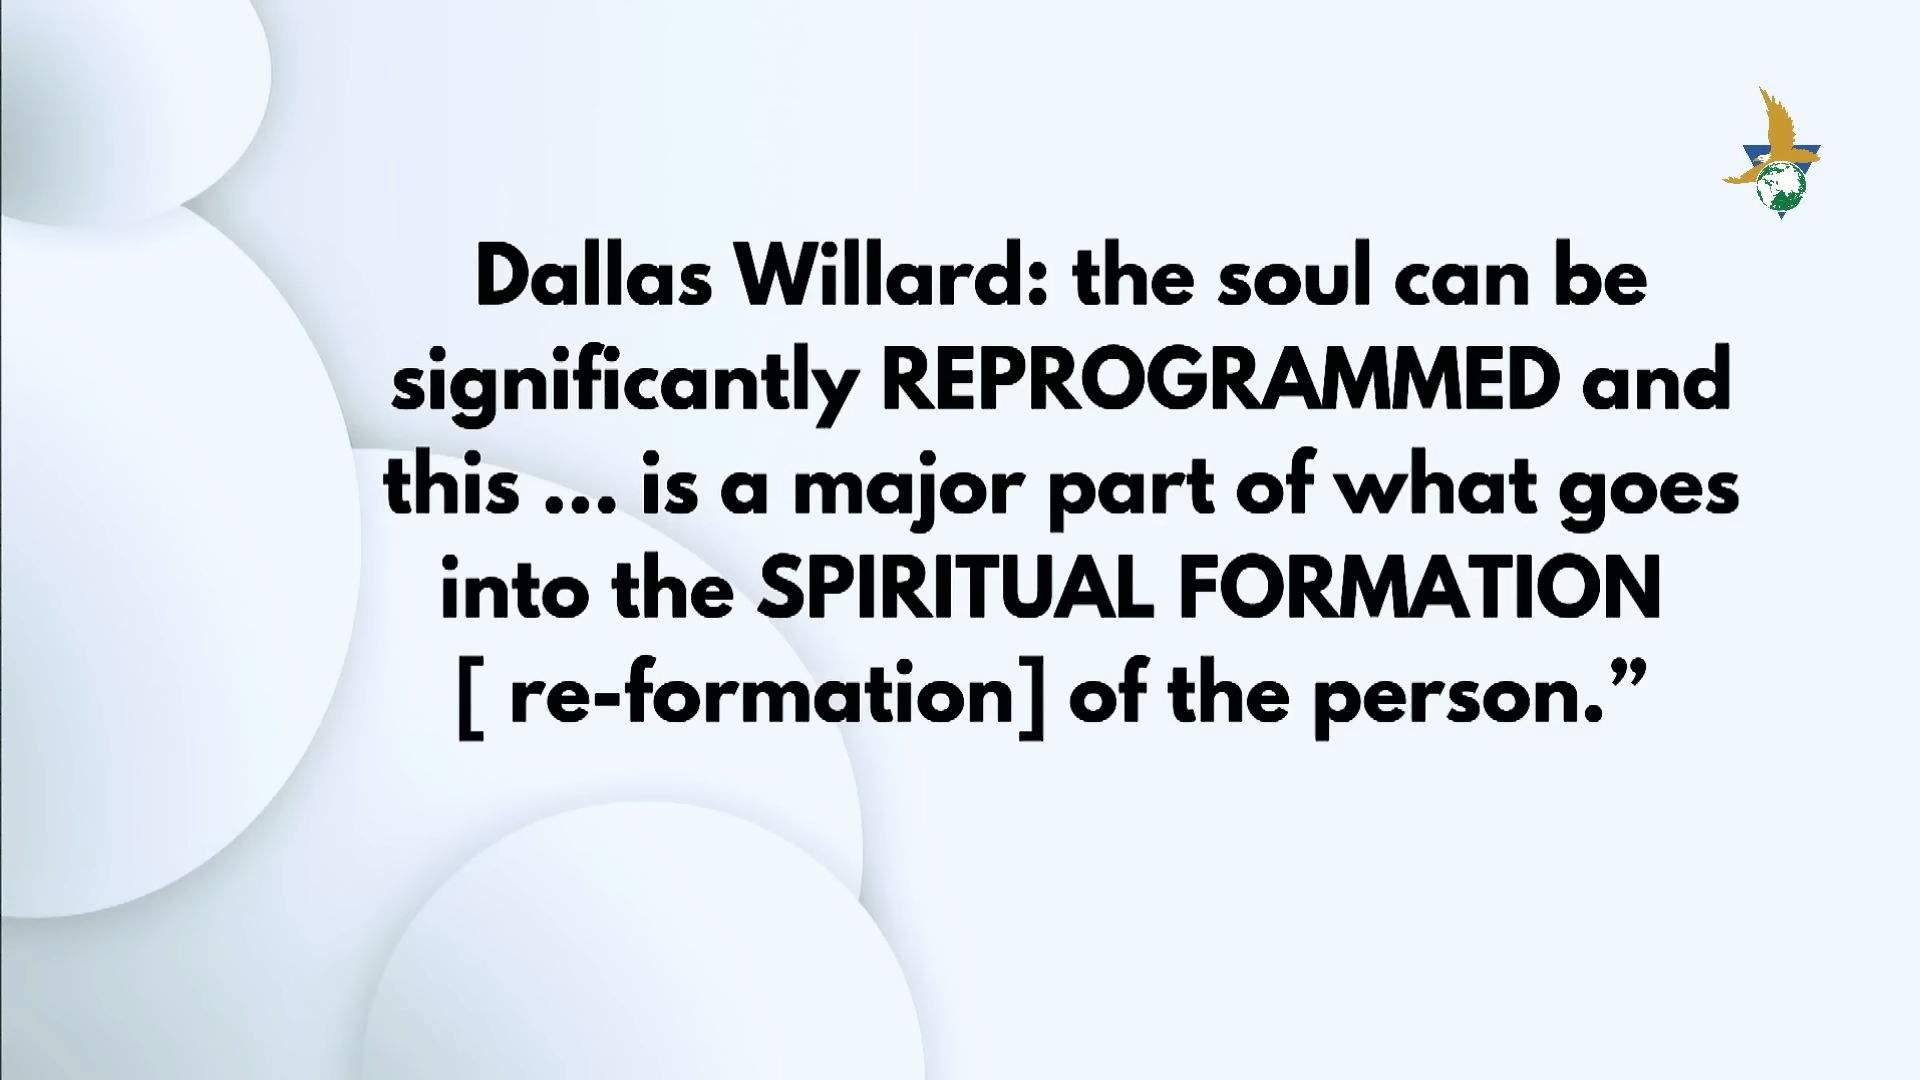 Dallas Willard: the soul can be
significantly REPROGRAMMED and
this ... is a major part of what goes
into the SPIRITUAL FORMATION
[ re-formation] of the person.”